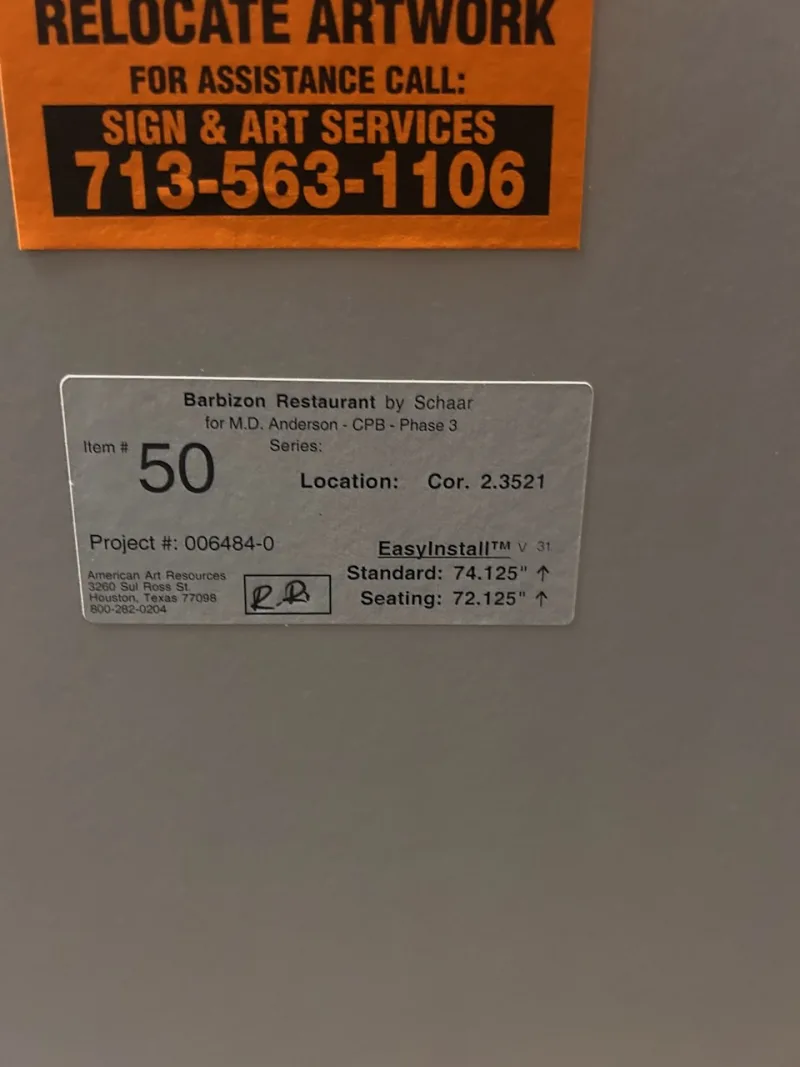 RELOCATE ARTWORK
FOR ASSISTANCE CALL:
SIGN & ART SERVICES
713-563-1106
Barbizon Restaurant by Schaar
for M.D. Anderson - CPB - Phase 3
Item # 50
Series:
Location: Cor. 2.3521
Project #: 006484-0
EasyInstall™ V 31
Standard: 74.125" ↑
Seating: 72.125" ↑
American Art Resources
3260 Sul Ross St.
Houston, Texas 77098
800-282-0204
R.R.